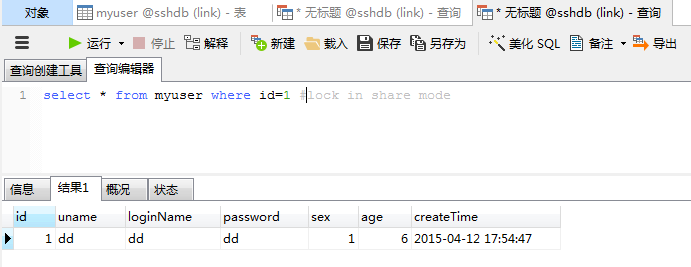 对象 myuser @sshdb (link) - 表 * 无标题 @sshdb (link) - 查询 * 无标题 @sshdb (link) - 查询
运行 停止 解释 新建 载入 保存 另存为 美化 SQL 备注 导出
查询创建工具 查询编辑器
1 select * from myuser where id=1 #lock in share mode
信息 结果1 概况 状态
id uname loginName password sex age createTime
1 dd dd dd 1 6 2015-04-12 17:54:47